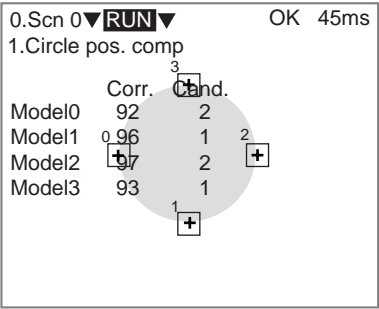 0.Scn 0▼ RUN ▼ OK 45ms
1.Circle pos. comp
3
Corr. Cand.
Model0 92 2
Model1 96 1
0 2
Model2 97 2
Model3 93 1
1